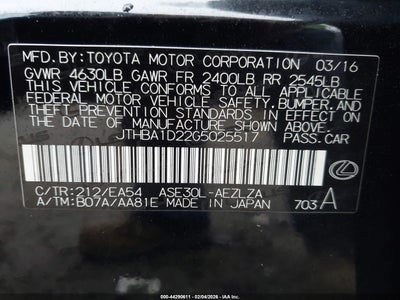 MFD.BY: TOYOTA MOTOR CORPORATION 03/16
GVWR 4630LB GAWR FR 2400LB RR 2545LB
THIS VEHICLE CONFORMS TO ALL APPLICABLE
FEDERAL MOTOR VEHICLE SAFETY, BUMPER, AND
THEFT PREVENTION STANDARDS IN EFFECT ON
THE DATE OF MANUFACTURE SHOWN ABOVE.
JTHBA1D22G5025517 PASS.CAR
C/TR:212/EA54 ASE30L-AEZLZA
A/TM:B07A/AA81E MADE IN JAPAN 703A
000-44290611 - 02/04/2026 - IAA, Inc.